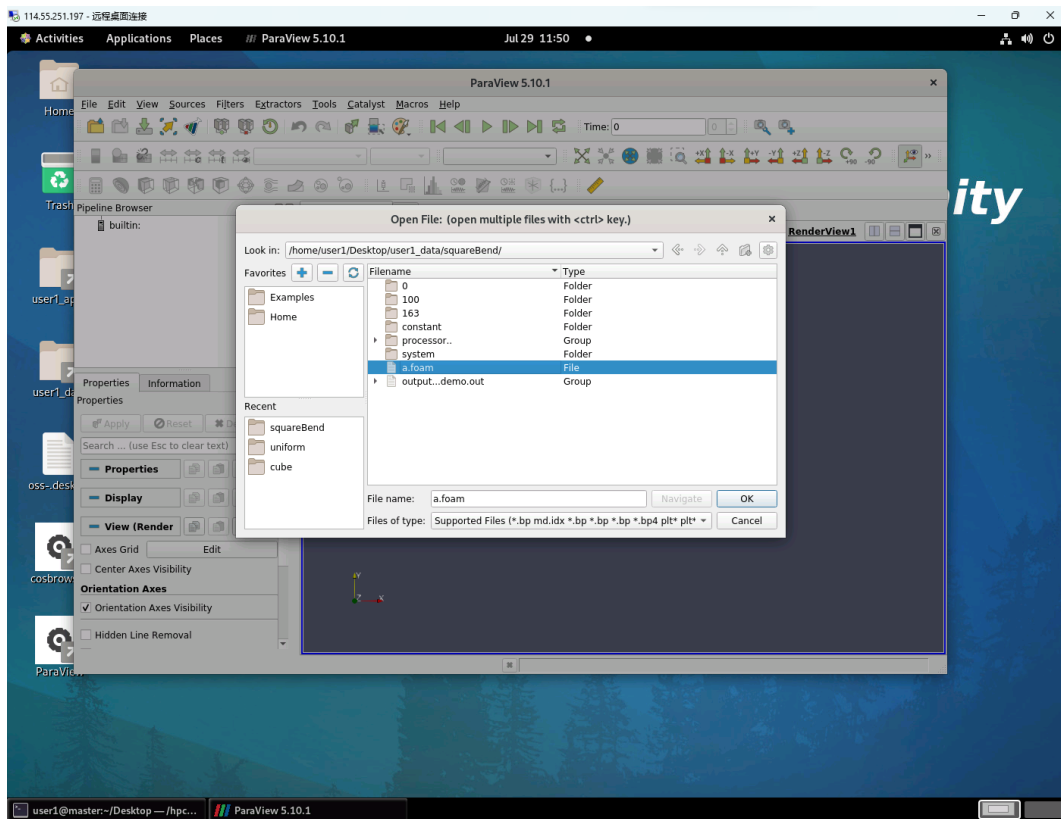 114.55.251.197 - 远程桌面连接
Activities Applications Places ParaView 5.10.1 Jul 29 11:50
ParaView 5.10.1
Home
File Edit View Sources Filters Extractors Tools Catalyst Macros Help
Time: 0 0
+X -X +Y -Y +Z -Z +90 -90 »
Trash
Pipeline Browser
builtin:
ity
RenderView1
Open File: (open multiple files with <ctrl> key.)
Look in: /home/user1/Desktop/user1_data/squareBend/
Favorites
Examples
Home
Recent
squareBend
uniform
cube
Filename Type
0 Folder
100 Folder
163 Folder
constant Folder
processor.. Group
system Folder
a.foam File
output...demo.out Group
File name: a.foam Navigate OK
Files of type: Supported Files (*.bp md.idx *.bp *.bp *.bp *.bp4 plt* plt* Cancel
user1_ap
user1_da
oss-.desk
cosbrows
ParaView
Properties Information
Properties
Apply Reset D
Search ... (use Esc to clear text)
Properties
Display
View (Render
Axes Grid Edit
Center Axes Visibility
Orientation Axes
Orientation Axes Visibility
Hidden Line Removal
Y
Z X
user1@master:~/Desktop — /hpc... ParaView 5.10.1